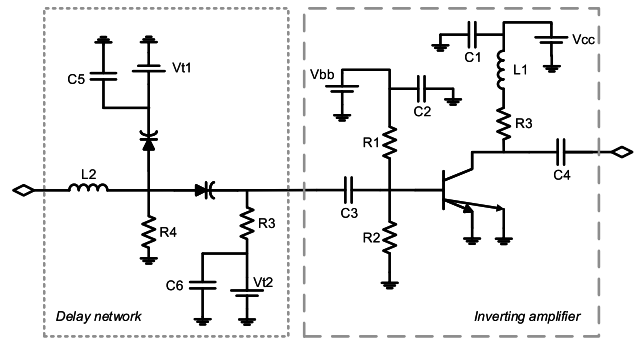 C1
Vcc
C5
Vt1
Vbb
L1
C2
R3
R1
L2
C3
C4
R4
R3
R2
C6
Vt2
Delay network
Inverting amplifier